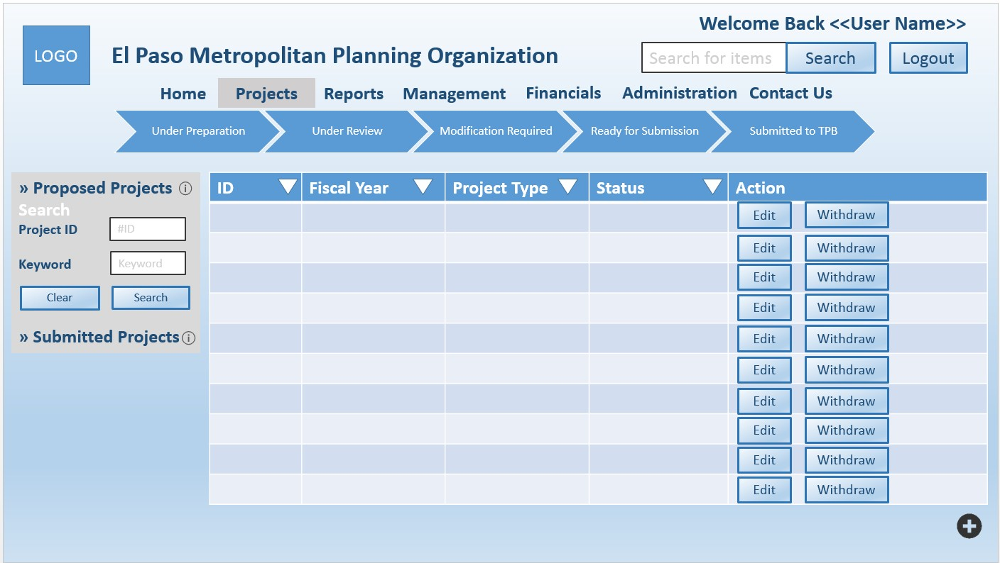 Welcome Back <<User Name>>
LOGO
El Paso Metropolitan Planning Organization
Search for items
Search
Logout
Home Projects Reports Management Financials Administration Contact Us
Under Preparation Under Review Modification Required Ready for Submission Submitted to TPB
» Proposed Projects i
Search
Project ID #ID
Keyword Keyword
Clear Search
» Submitted Projects i
ID Fiscal Year Project Type Status Action
Edit Withdraw
Edit Withdraw
Edit Withdraw
Edit Withdraw
Edit Withdraw
Edit Withdraw
Edit Withdraw
Edit Withdraw
Edit Withdraw
Edit Withdraw